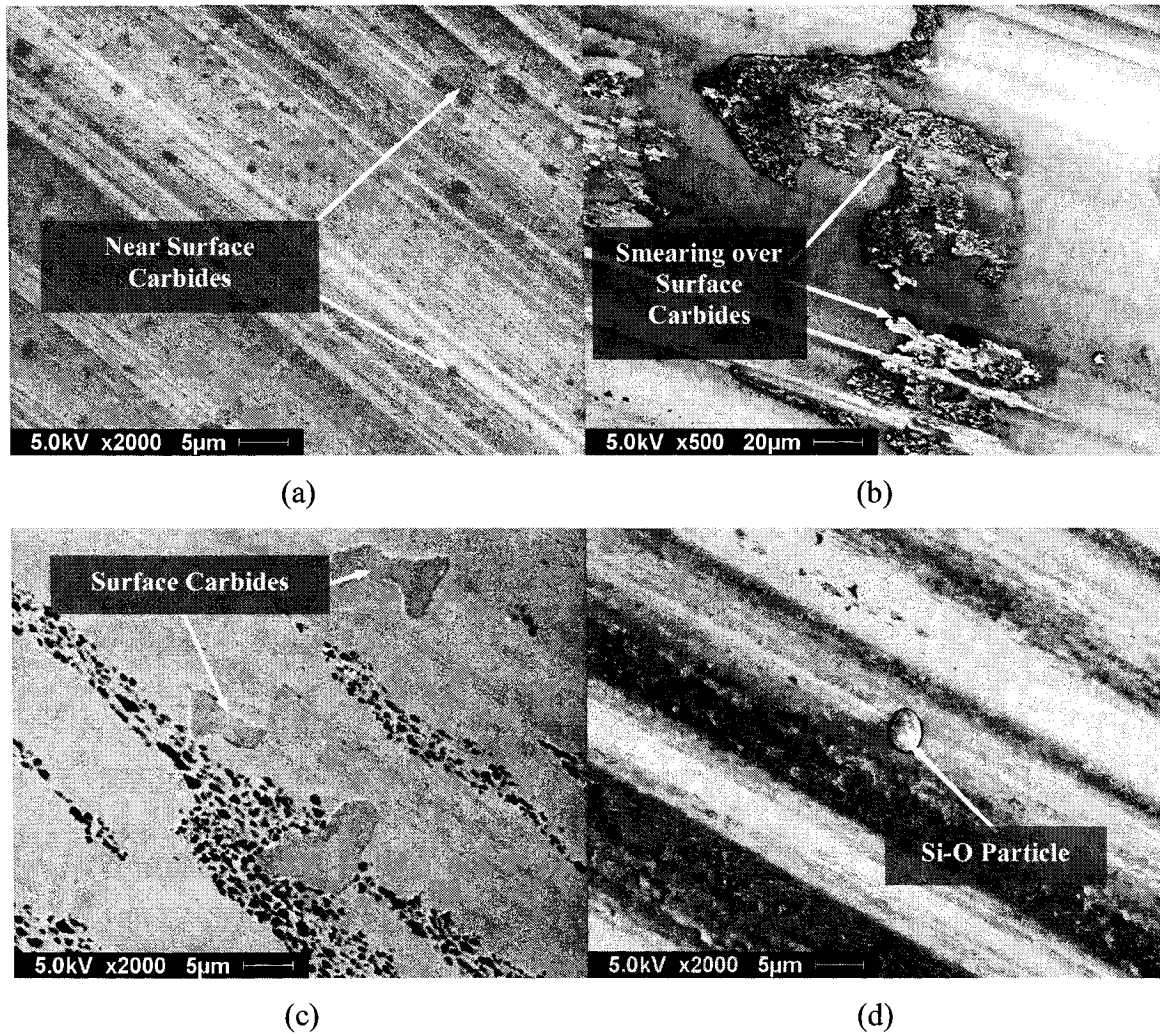 Near Surface
Carbides
5.0kV x2000 5µm
Smearing over
Surface
Carbides
5.0kV x500 20µm
(a)
(b)
Surface Carbides
5.0kV x2000 5µm
Si-O Particle
5.0kV x2000 5µm
(c)
(d)